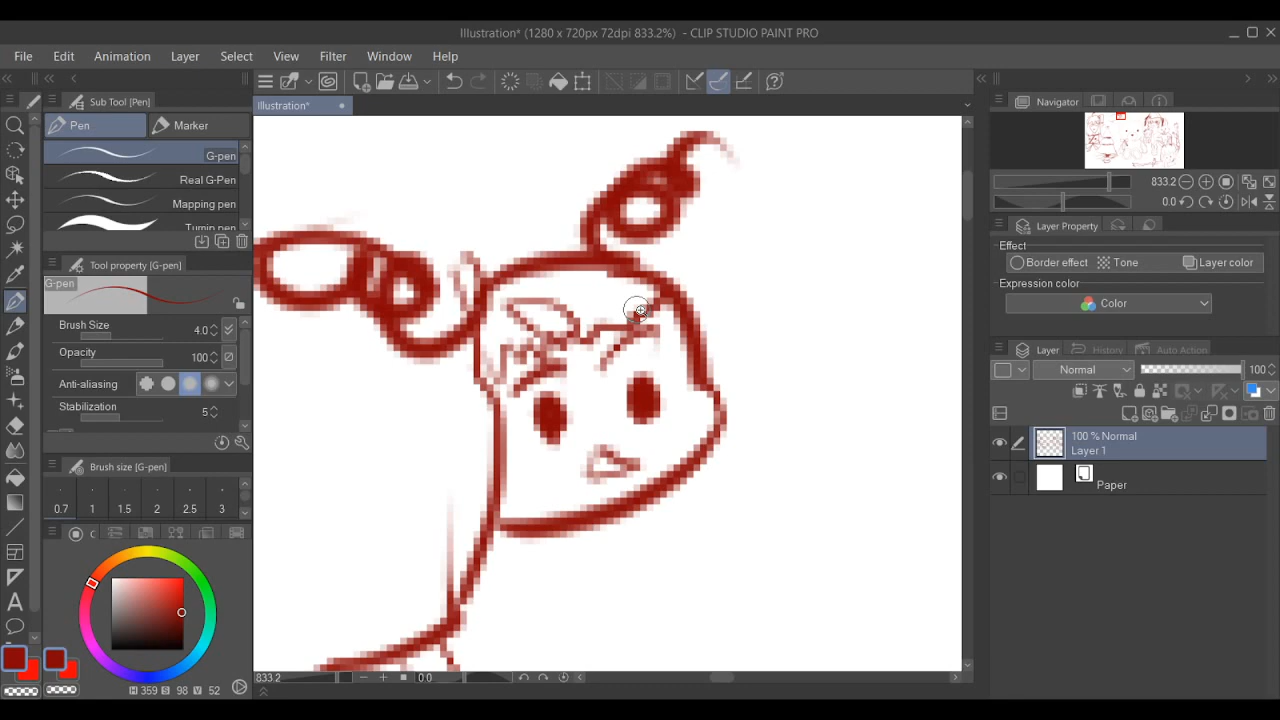 Illustration* (1280 x 720px 72dpi 833.2%)  - CLIP STUDIO PAINT PRO
File Edit Animation Layer Select View Filter Window Help
Sub Tool [Pen]
Pen Marker
G-pen
Real G-Pen
Mapping pen
Turnip pen
Tool property [G-pen]
G-pen
Brush Size 4.0
Opacity 100
Anti-aliasing
Stabilization 5
Brush size [G-pen]
0.7 1 1.5 2 2.5 3
C
H 359 S 98 V 52
Illustration*
833.2 0.0
Navigator
833.2
0.0
Layer Property
Effect
Border effect Tone Layer color
Expression color
Color
Layer History Auto Action
Normal 100
100 % Normal
Layer 1
Paper